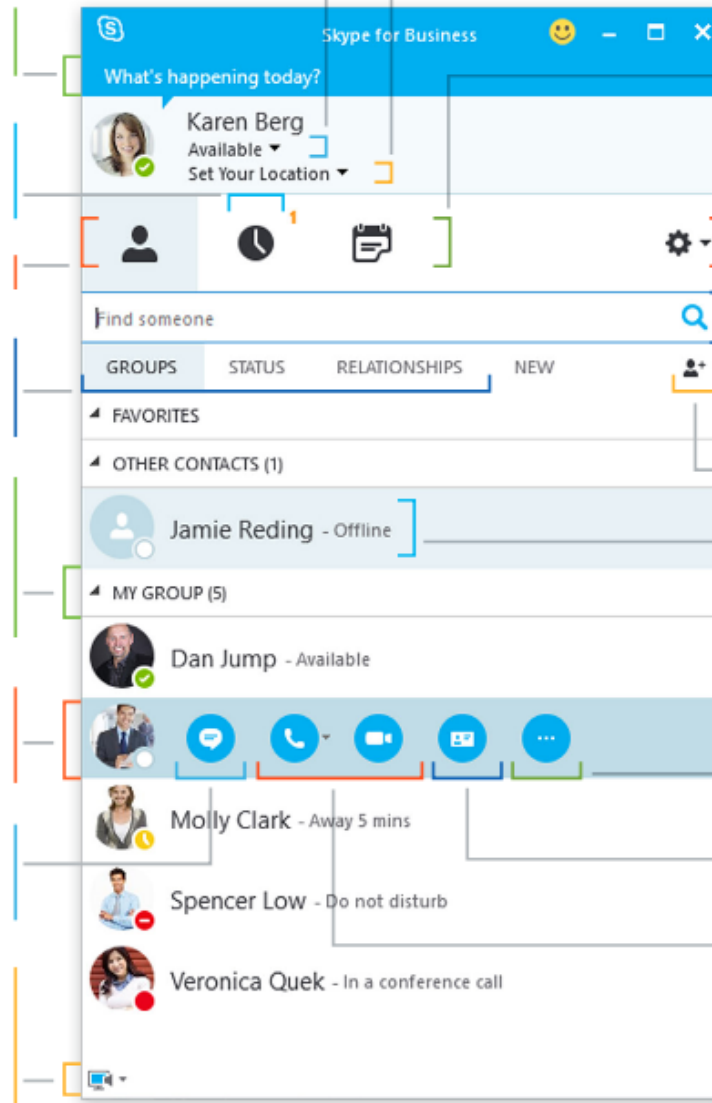 Skype for Business
What's happening today?
Karen Berg
Available
Set Your Location
1
Find someone
GROUPS STATUS RELATIONSHIPS NEW
FAVORITES
OTHER CONTACTS (1)
Jamie Reding - Offline
MY GROUP (5)
Dan Jump - Available
Molly Clark - Away 5 mins
Spencer Low - Do not disturb
Veronica Quek - In a conference call